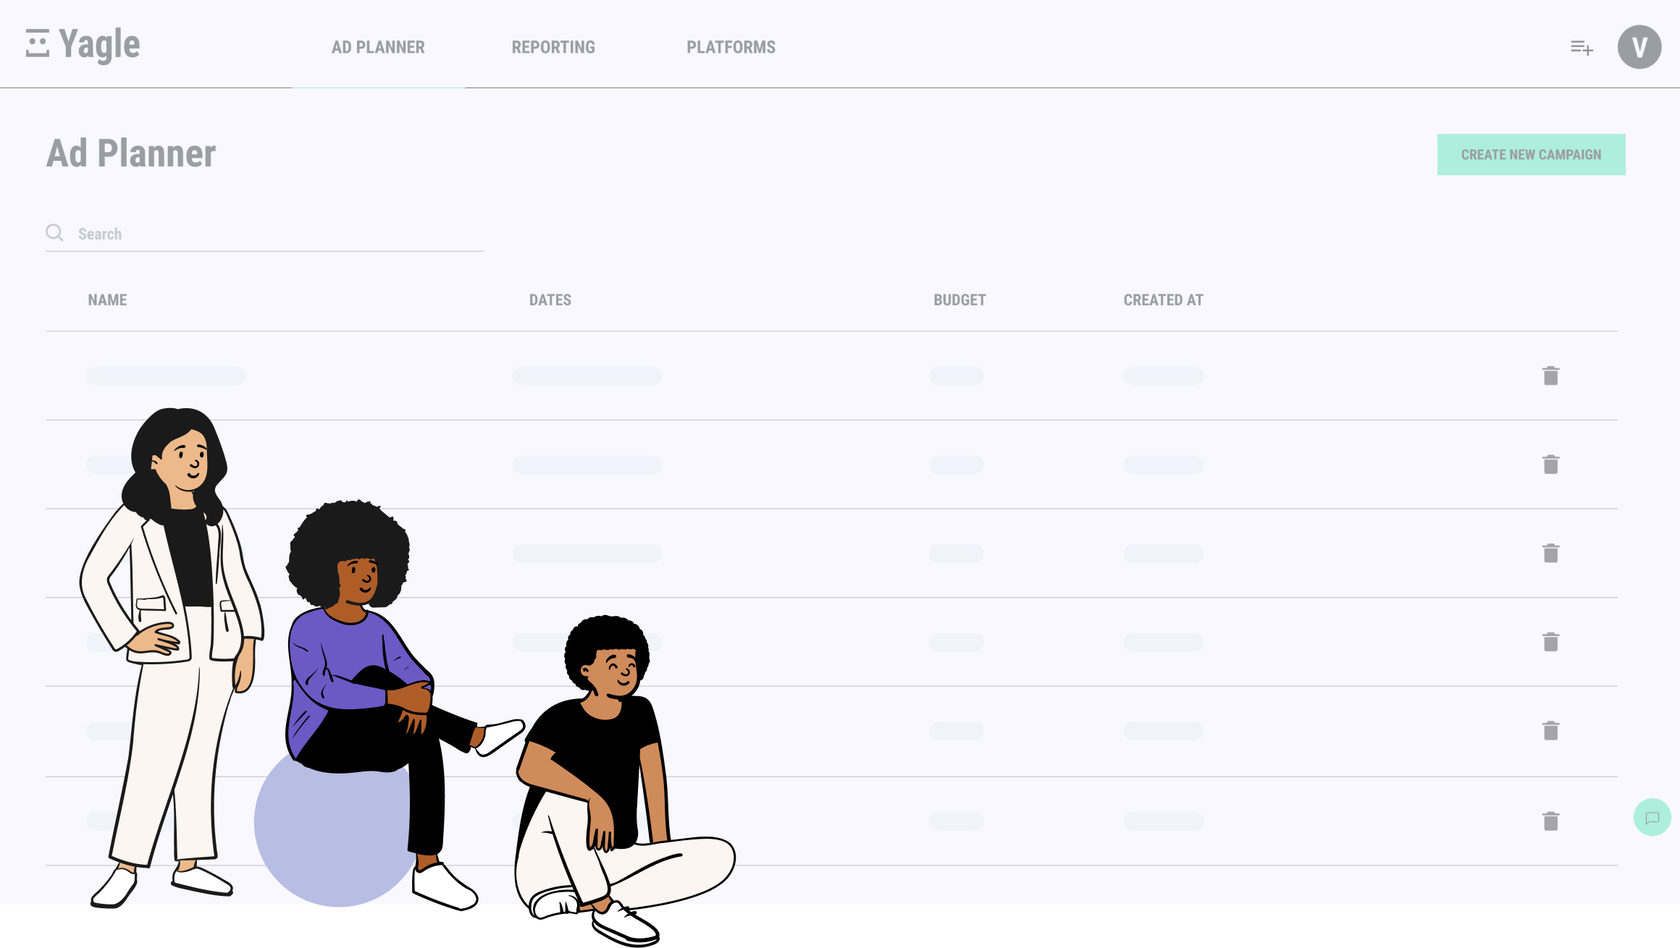 Yagle
AD PLANNER
REPORTING
PLATFORMS
V
Ad Planner
CREATE NEW CAMPAIGN
Search
NAME
DATES
BUDGET
CREATED AT